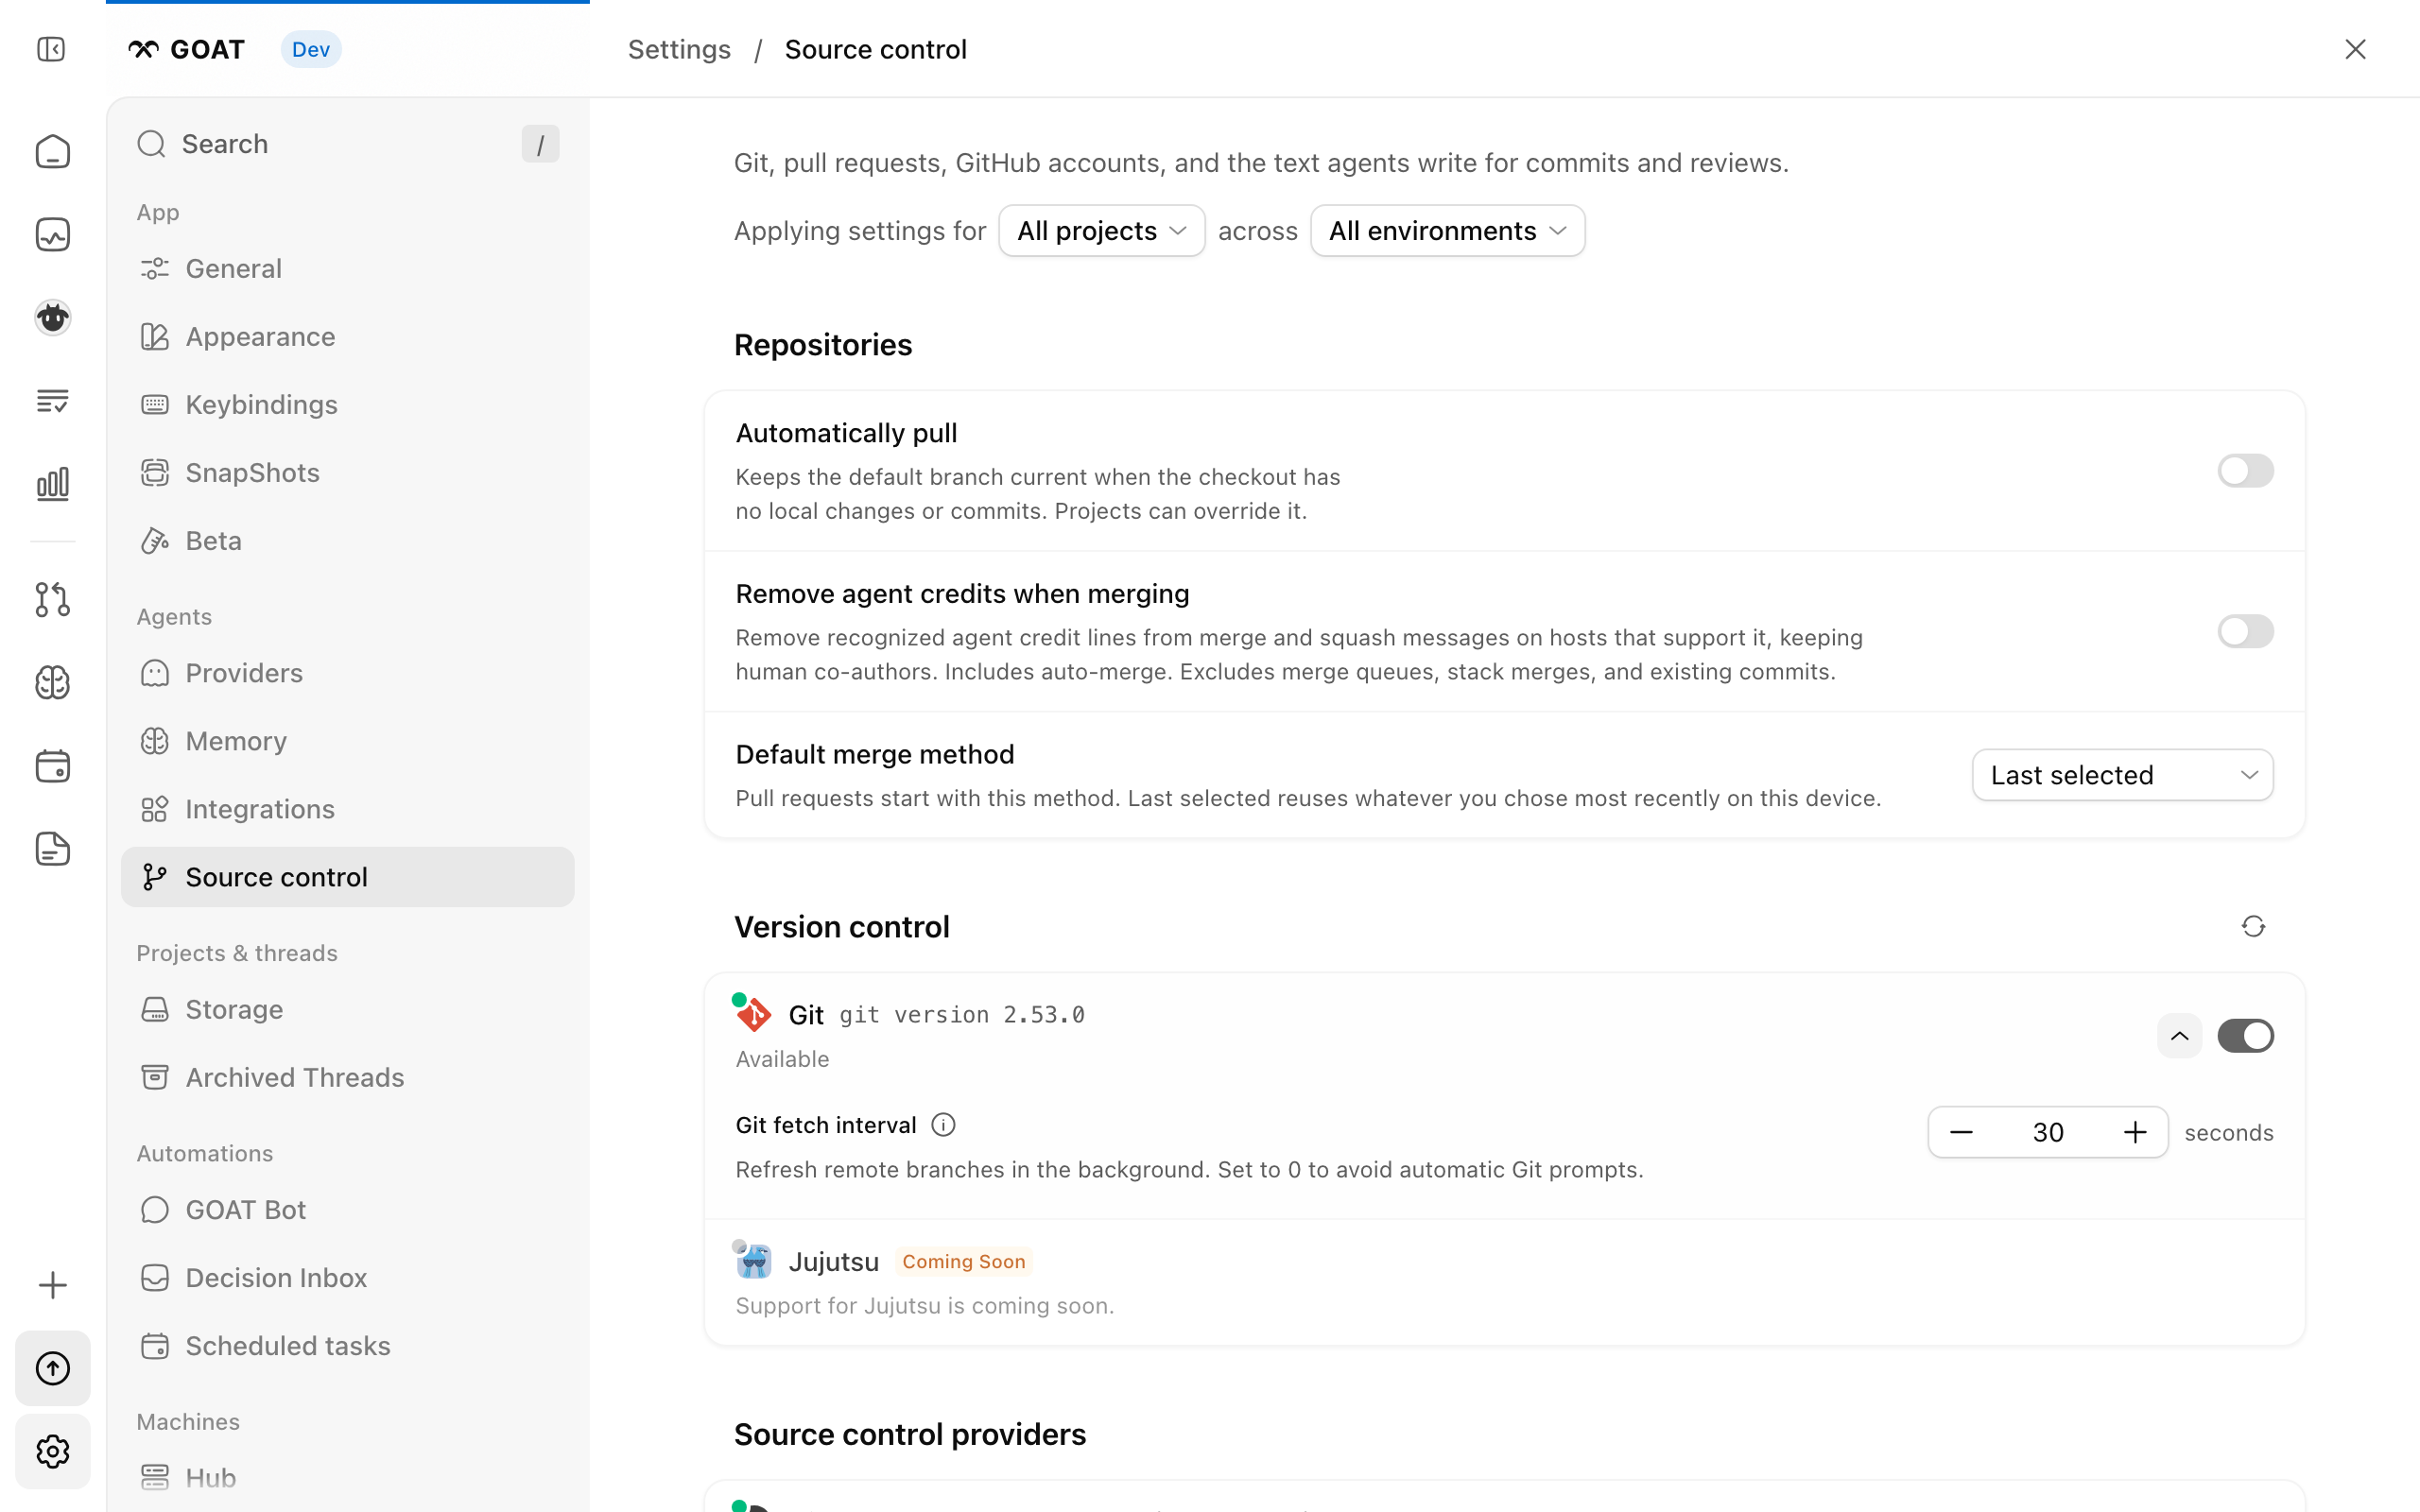 GOAT Dev
Settings / Source control
Search /
App
General
Appearance
Keybindings
SnapShots
Beta
Agents
Providers
Memory
Integrations
Source control
Projects & threads
Storage
Archived Threads
Automations
GOAT Bot
Decision Inbox
Scheduled tasks
Machines
Hub
Git, pull requests, GitHub accounts, and the text agents write for commits and reviews.
Applying settings for All projects across All environments
Repositories
Automatically pull
Keeps the default branch current when the checkout has
no local changes or commits. Projects can override it.
Remove agent credits when merging
Remove recognized agent credit lines from merge and squash messages on hosts that support it, keeping
human co-authors. Includes auto-merge. Excludes merge queues, stack merges, and existing commits.
Default merge method
Pull requests start with this method. Last selected reuses whatever you chose most recently on this device.
Last selected
Version control
Git git version 2.53.0
Available
Git fetch interval
Refresh remote branches in the background. Set to 0 to avoid automatic Git prompts.
30 seconds
Jujutsu Coming Soon
Support for Jujutsu is coming soon.
Source control providers